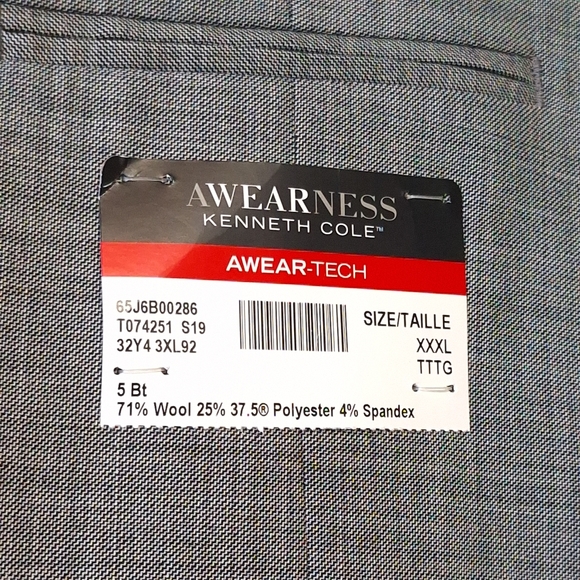 AWEARNESS
KENNETH COLE™
AWEAR-TECH
65J6B00286
T074251 S19
32Y4 3XL92
SIZE/TAILLE
XXXL
TTTG
5 Bt
71% Wool 25% 37.5® Polyester 4% Spandex